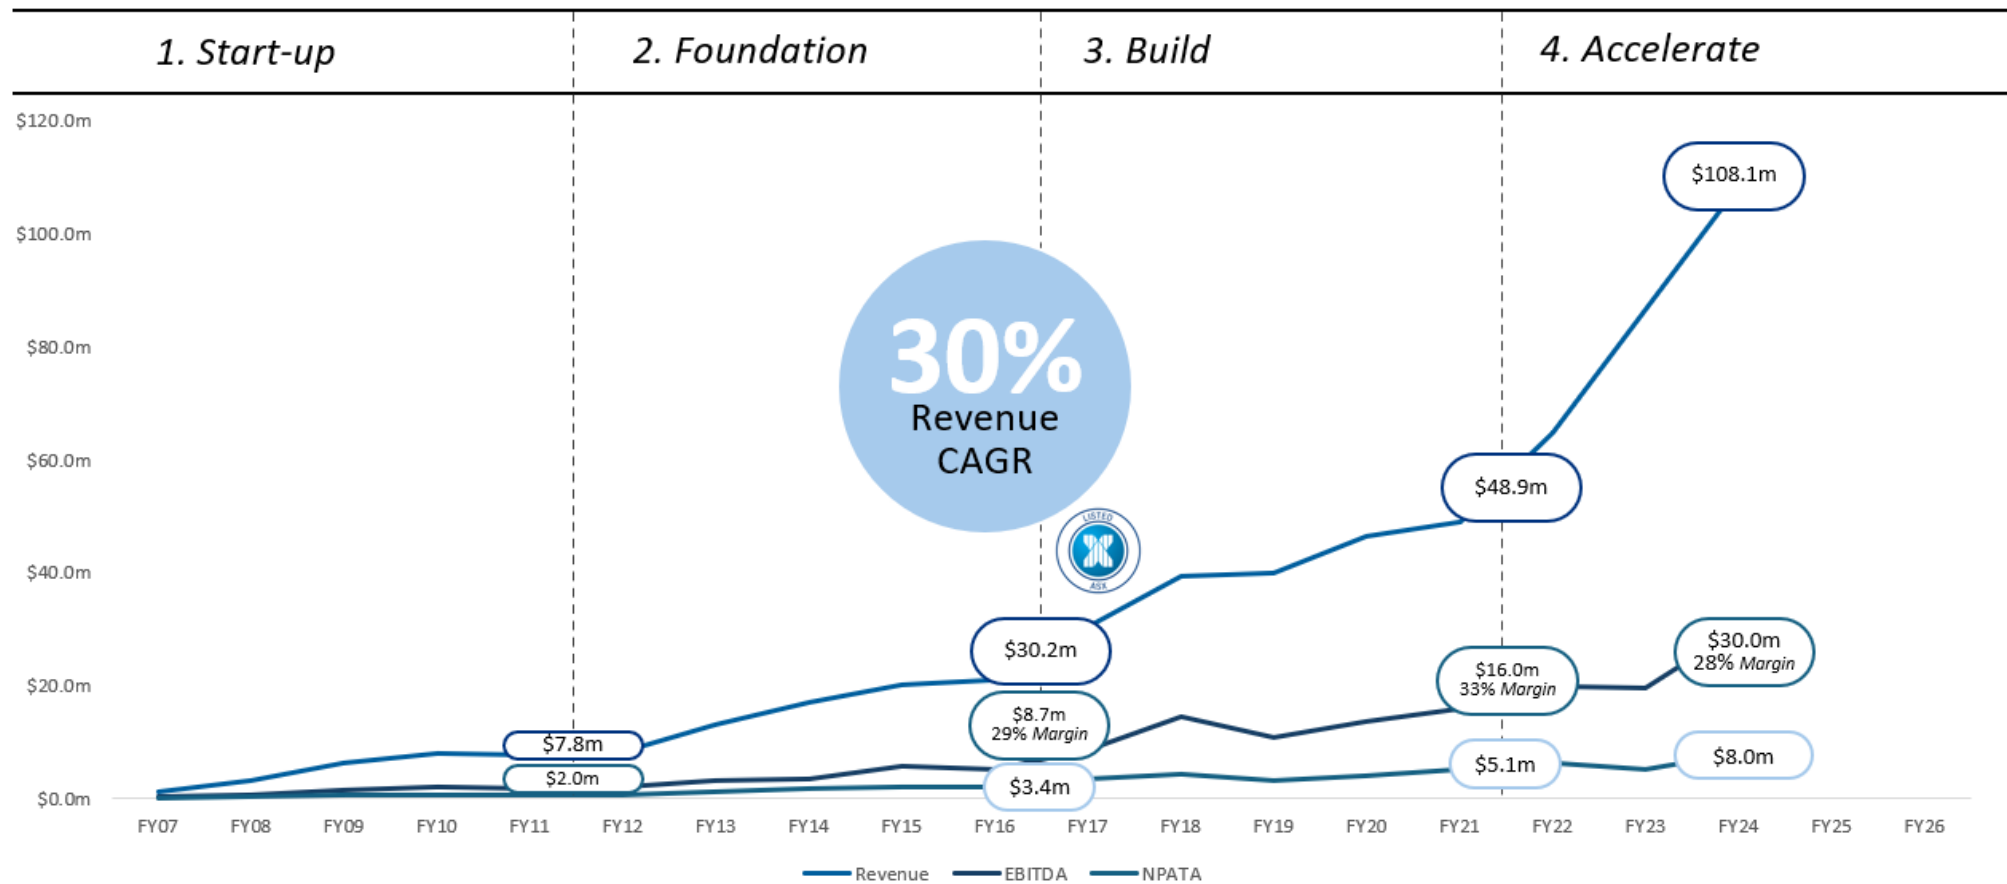 1. Start-up
2. Foundation
3. Build
4. Accelerate
$120.0m
$100.0m
$80.0m
$60.0m
$40.0m
$20.0m
$0.0m
30%
Revenue
CAGR
LISTED
ASX
$108.1m
$48.9m
$30.2m
$7.8m
$2.0m
$8.7m
29% Margin
$3.4m
$16.0m
33% Margin
$5.1m
$30.0m
28% Margin
$8.0m
FY07 FY08 FY09 FY10 FY11 FY12 FY13 FY14 FY15 FY16 FY17 FY18 FY19 FY20 FY21 FY22 FY23 FY24 FY25 FY26
Revenue EBITDA NPATA